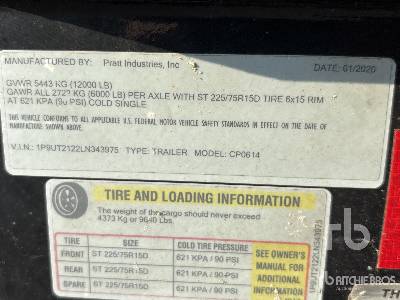 MANUFACTURED BY: Pratt Industries, Inc DATE: 01/2020
GVWR 5443 KG (12000 LB)
GAWR ALL 2722 KG (6000 LB) PER AXLE WITH ST 225/75R15D TIRE 6x15 RIM
AT 621 KPA (90 PSI) COLD SINGLE
THIS VEHICLE CONFORMS TO ALL APPLICABLE U.S. FEDERAL MOTOR VEHICLE SAFETY STANDARDS IN EFFECT ON THE DATE OF
MANUFACTURE SHOWN ABOVE.
V.I.N.: 1P9UT2122LN343975 TYPE: TRAILER MODEL: CP0614
TIRE AND LOADING INFORMATION
The weight of the cargo should never exceed
4373 Kg or 9640 Lbs.
TIRE SIZE COLD TIRE PRESSURE
FRONT ST 225/75R15D 621 KPA / 90 PSI
REAR ST 225/75R15D 621 KPA / 90 PSI
SPARE ST 225/75R15D 621 KPA / 90 PSI
SEE OWNER'S
MANUAL FOR
ADDITIONAL
INFORMATION
1P9UT2122LN343975
rb
RITCHIE BROS
TH